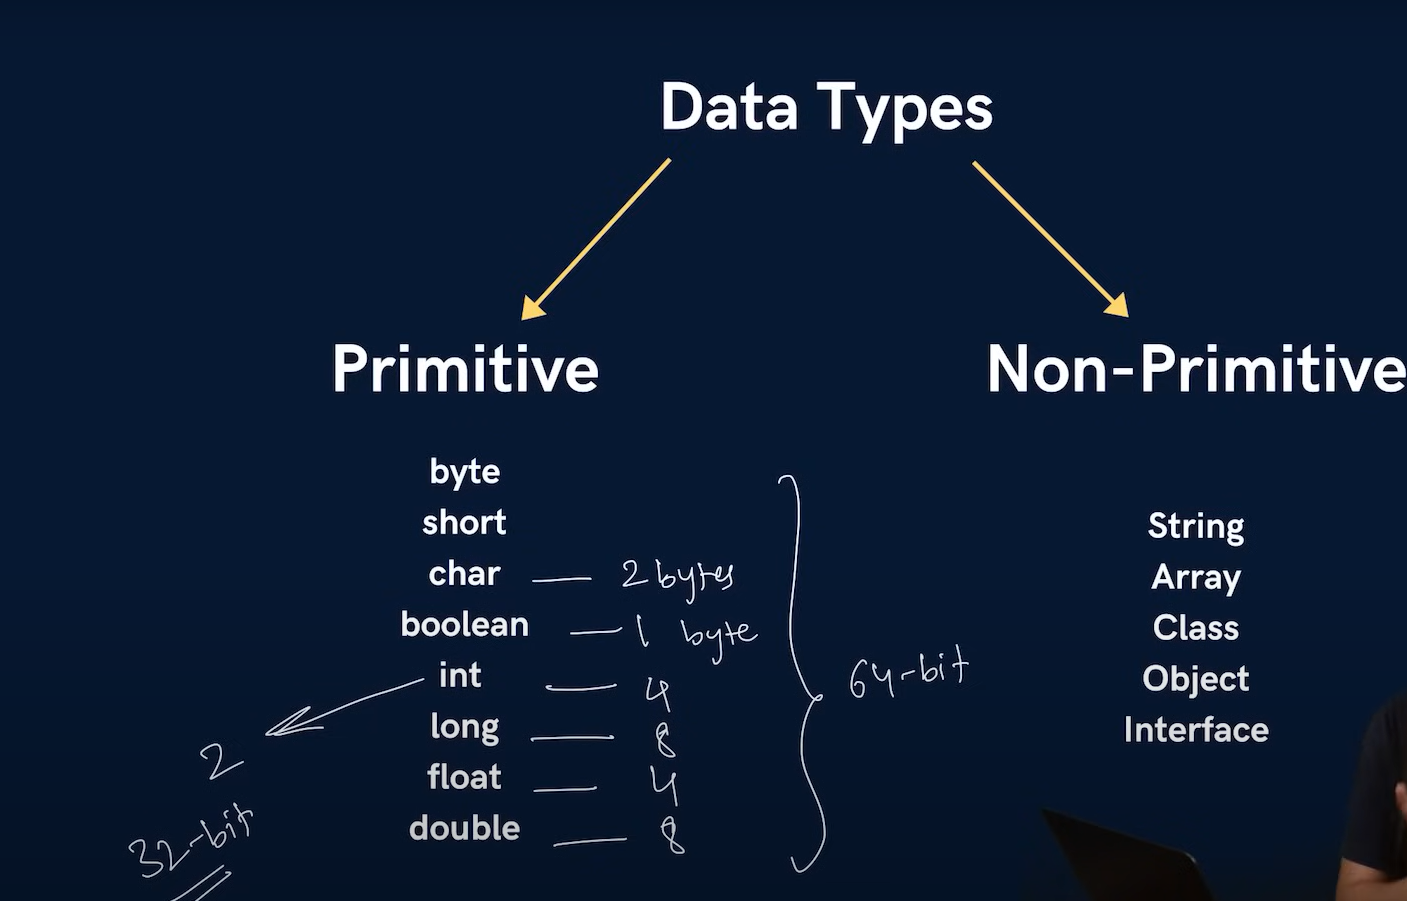 Data Types
Primitive
Non-Primitive
byte
short
char — 2 bytes
boolean — 1 byte
int — 4
long — 8
float — 4
double — 8
64-bit
2
32-bit
String
Array
Class
Object
Interface